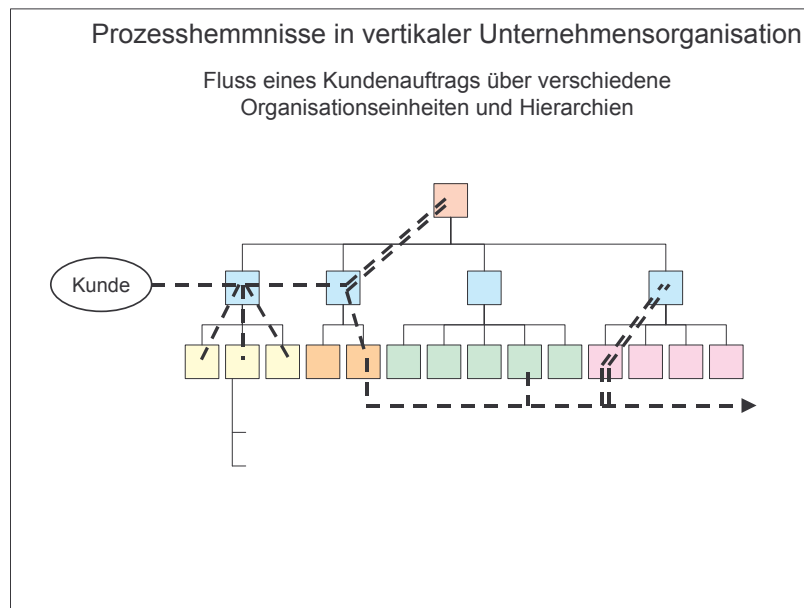 Prozesshemmnisse in vertikaler Unternehmensorganisation
Fluss eines Kundenauftrags über verschiedene
Organisationseinheiten und Hierarchien
Kunde